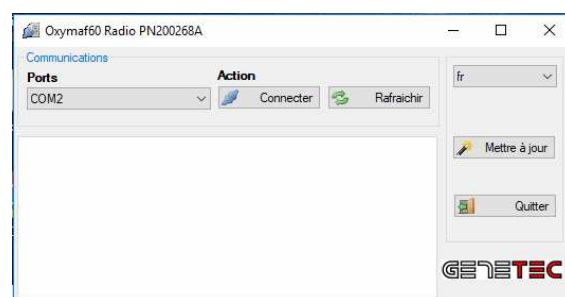 Oxymaf60 Radio PN200268A
Communications
Ports
Action
COM2
Connecter
Rafraichir
fr
Mettre à jour
Quitter
GENETEC